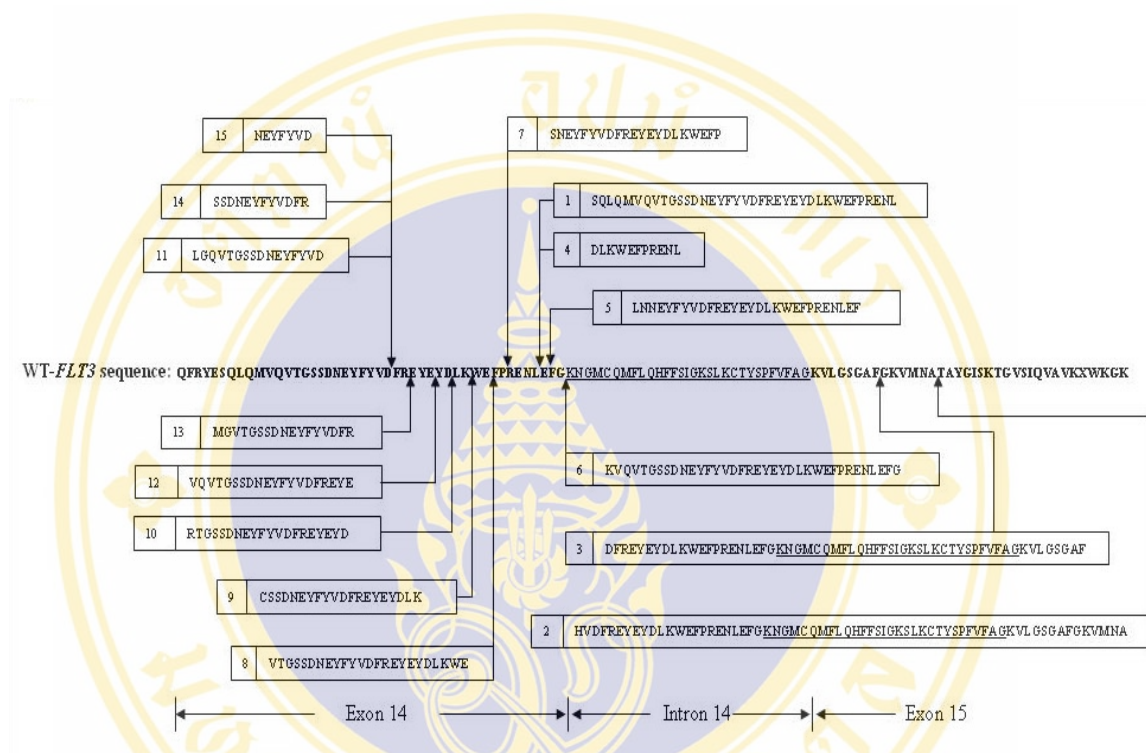 15 NEYFYVD
7 SNEYFYVDFREYEYDLKWEFP
14 SSDNEYFYVDFR
1 SQLQMVQVTGSSDNEYFYVDFREYEYDLKWEFPRENL
11 LGQVTGSSDNEYFYVD
4 DLKWEFPRENL
5 LNNEYFYVDFREYEYDLKWEFPRENLEF
WT-FLT3 sequence: QFRYESQLQMVQVTGSSDNEYFYVDFREYEYDLKWEFPRENLEFGKNGMCQMFLQHFFSIGKSLKCTYSPFVFAGKVLGSGAFGKVMNATAYGISKTGVSIQVAVKXWKGK
13 MGVTGSSDNEYFYVDFR
6 KVQVTGSSDNEYFYVDFREYEYDLKWEFPRENLEFG
12 VQVTGSSDNEYFYVDFREYE
10 RTGSSDNEYFYVDFREYEYD
3 DFREYEYDLKWEFPRENLEFGKNGMCQMFLQHFFSIGKSLKCTYSPFVFAGKVLGSGAF
9 CSSDNEYFYVDFREYEYDLK
2 HVDFREYEYDLKWEFPRENLEFGKNGMCQMFLQHFFSIGKSLKCTYSPFVFAGKVLGSGAFGKVMNA
8 VTGSSDNEYFYVDFREYEYDLKWE
Exon 14 Intron 14 Exon 15